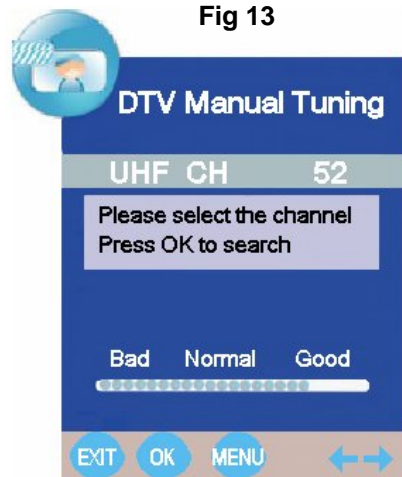 Fig 13
DTV Manual Tuning
UHF CH 52
Please select the channel
Press OK to search
Bad Normal Good
EXIT OK MENU